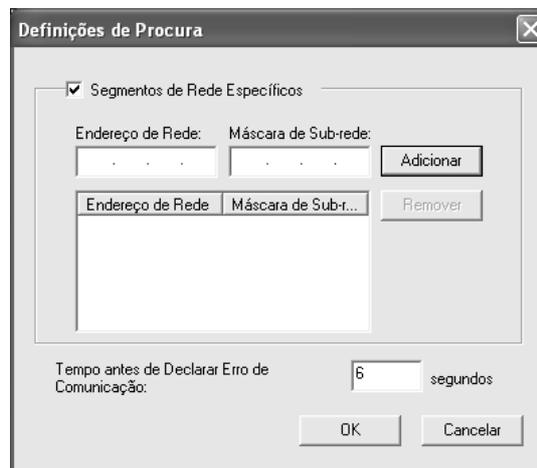 Definições de Procura
Segmentos de Rede Específicos
Endereço de Rede: Máscara de Sub-rede:
. . . . . . Adicionar
Endereço de Rede Máscara de Sub-r... Remover
Tempo antes de Declarar Erro de
Comunicação:
6 segundos
OK Cancelar